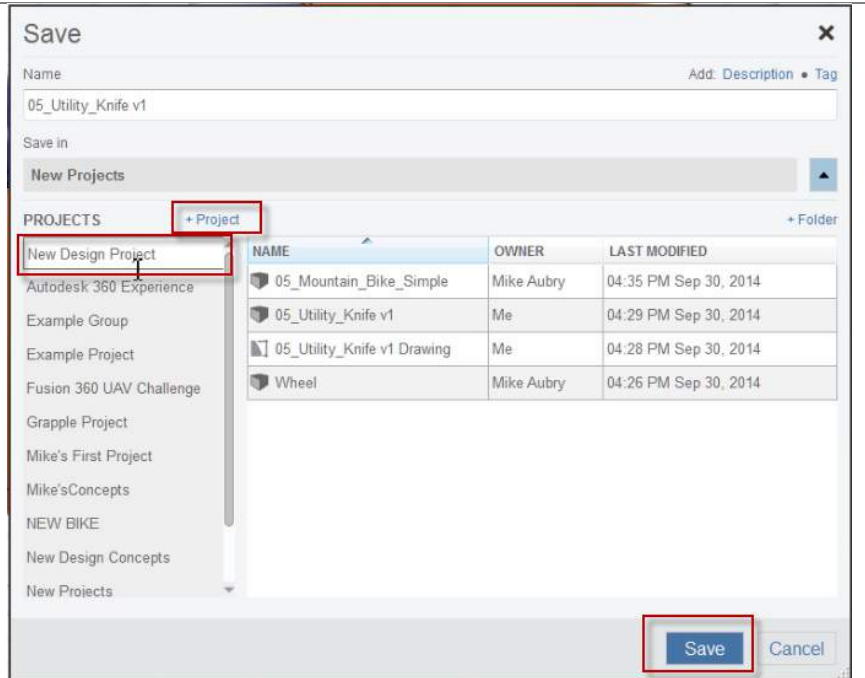 Save
Name Add: Description • Tag
05_Utility_Knife v1
Save in
New Projects
PROJECTS + Project + Folder
New Design Project
Autodesk 360 Experience
Example Group
Example Project
Fusion 360 UAV Challenge
Grapple Project
Mike's First Project
Mike'sConcepts
NEW BIKE
New Design Concepts
New Projects
NAME OWNER LAST MODIFIED
05_Mountain_Bike_Simple Mike Aubry 04:35 PM Sep 30, 2014
05_Utility_Knife v1 Me 04:29 PM Sep 30, 2014
05_Utility_Knife v1 Drawing Me 04:28 PM Sep 30, 2014
Wheel Mike Aubry 04:26 PM Sep 30, 2014
Save Cancel